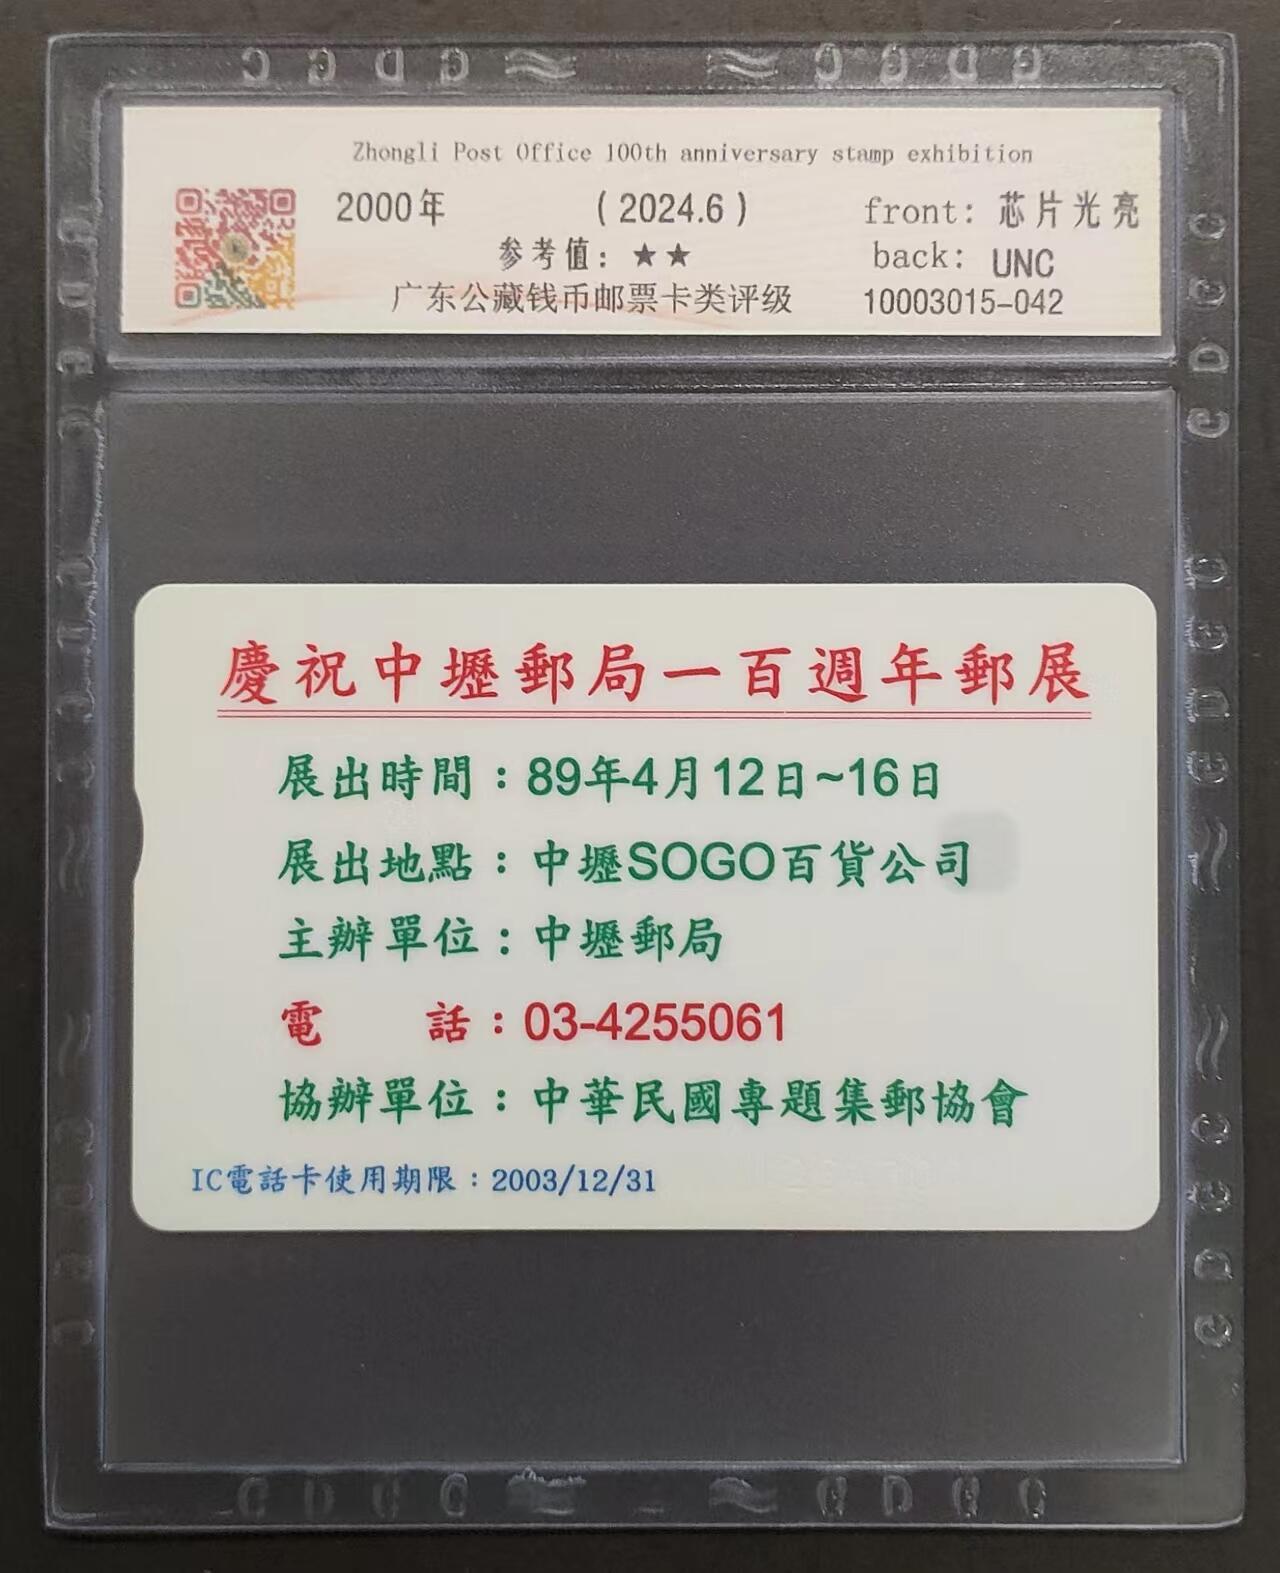 Zhongli Post Office 100th anniversary stamp exhibition
2000年 (2024.6) front: 芯片光亮
参考值: ★★ back: UNC
广东公藏钱币邮票卡类评级 10003015-042
慶祝中壢郵局一百週年郵展
展出時間：89年4月12日~16日
展出地點：中壢SOGO百貨公司
主辦單位：中壢郵局
電 話：03-4255061
協辦單位：中華民國專題集郵協會
IC電話卡使用期限：2003/12/31